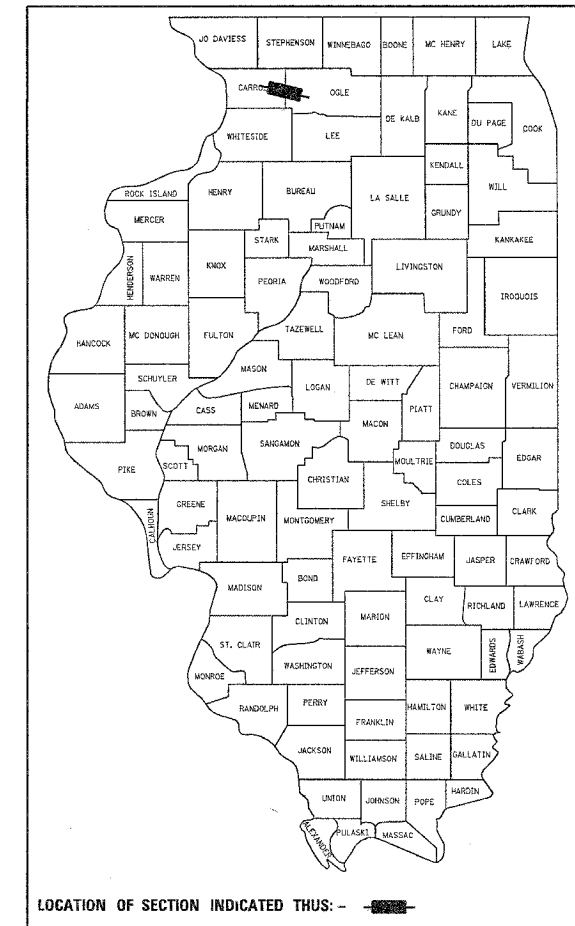 JO DAVIESS STEPHENSON WINNEBAGO BOONE MC HENRY LAKE
CARRO OGLE
DE KALB KANE DU PAGE COOK
WHITESIDE LEE
KENDALL
ROCK ISLAND HENRY BUREAU LA SALLE GRUNDY WILL
MERCER PUTNAM
STARK MARSHALL KANKAKEE
HENDERSON WARREN KNOX PEORIA WOODFORD LIVINGSTON IROQUOIS
HANCOCK MC DONOUGH FULTON TAZEWELL MC LEAN FORD
MASON
SCHUYLER LOGAN DE WITT CHAMPAIGN VERMILION
ADAMS BROWN CASS MENARD MACON PIATT
MORGAN SANGAMON DOUGLAS
PIKE SCOTT CHRISTIAN MOULTRIE COLES EDGAR
GREENE MACOUPIN MONTGOMERY SHELBY CUMBERLAND CLARK
CALHOUN JERSEY
FAYETTE EFFINGHAM JASPER CRAWFORD
MADISON BOND
CLAY RICHLAND LAWRENCE
CLINTON MARION
ST. CLAIR WAYNE EDWARDS WABASH
WASHINGTON JEFFERSON
MONROE
RANDOLPH PERRY HAMILTON WHITE
FRANKLIN
JACKSON WILLIAMSON SALINE GALLATIN
HARDIN
UNION JOHNSON POPE
ALEXANDER PULASKI MASSAC
LOCATION OF SECTION INDICATED THUS: -